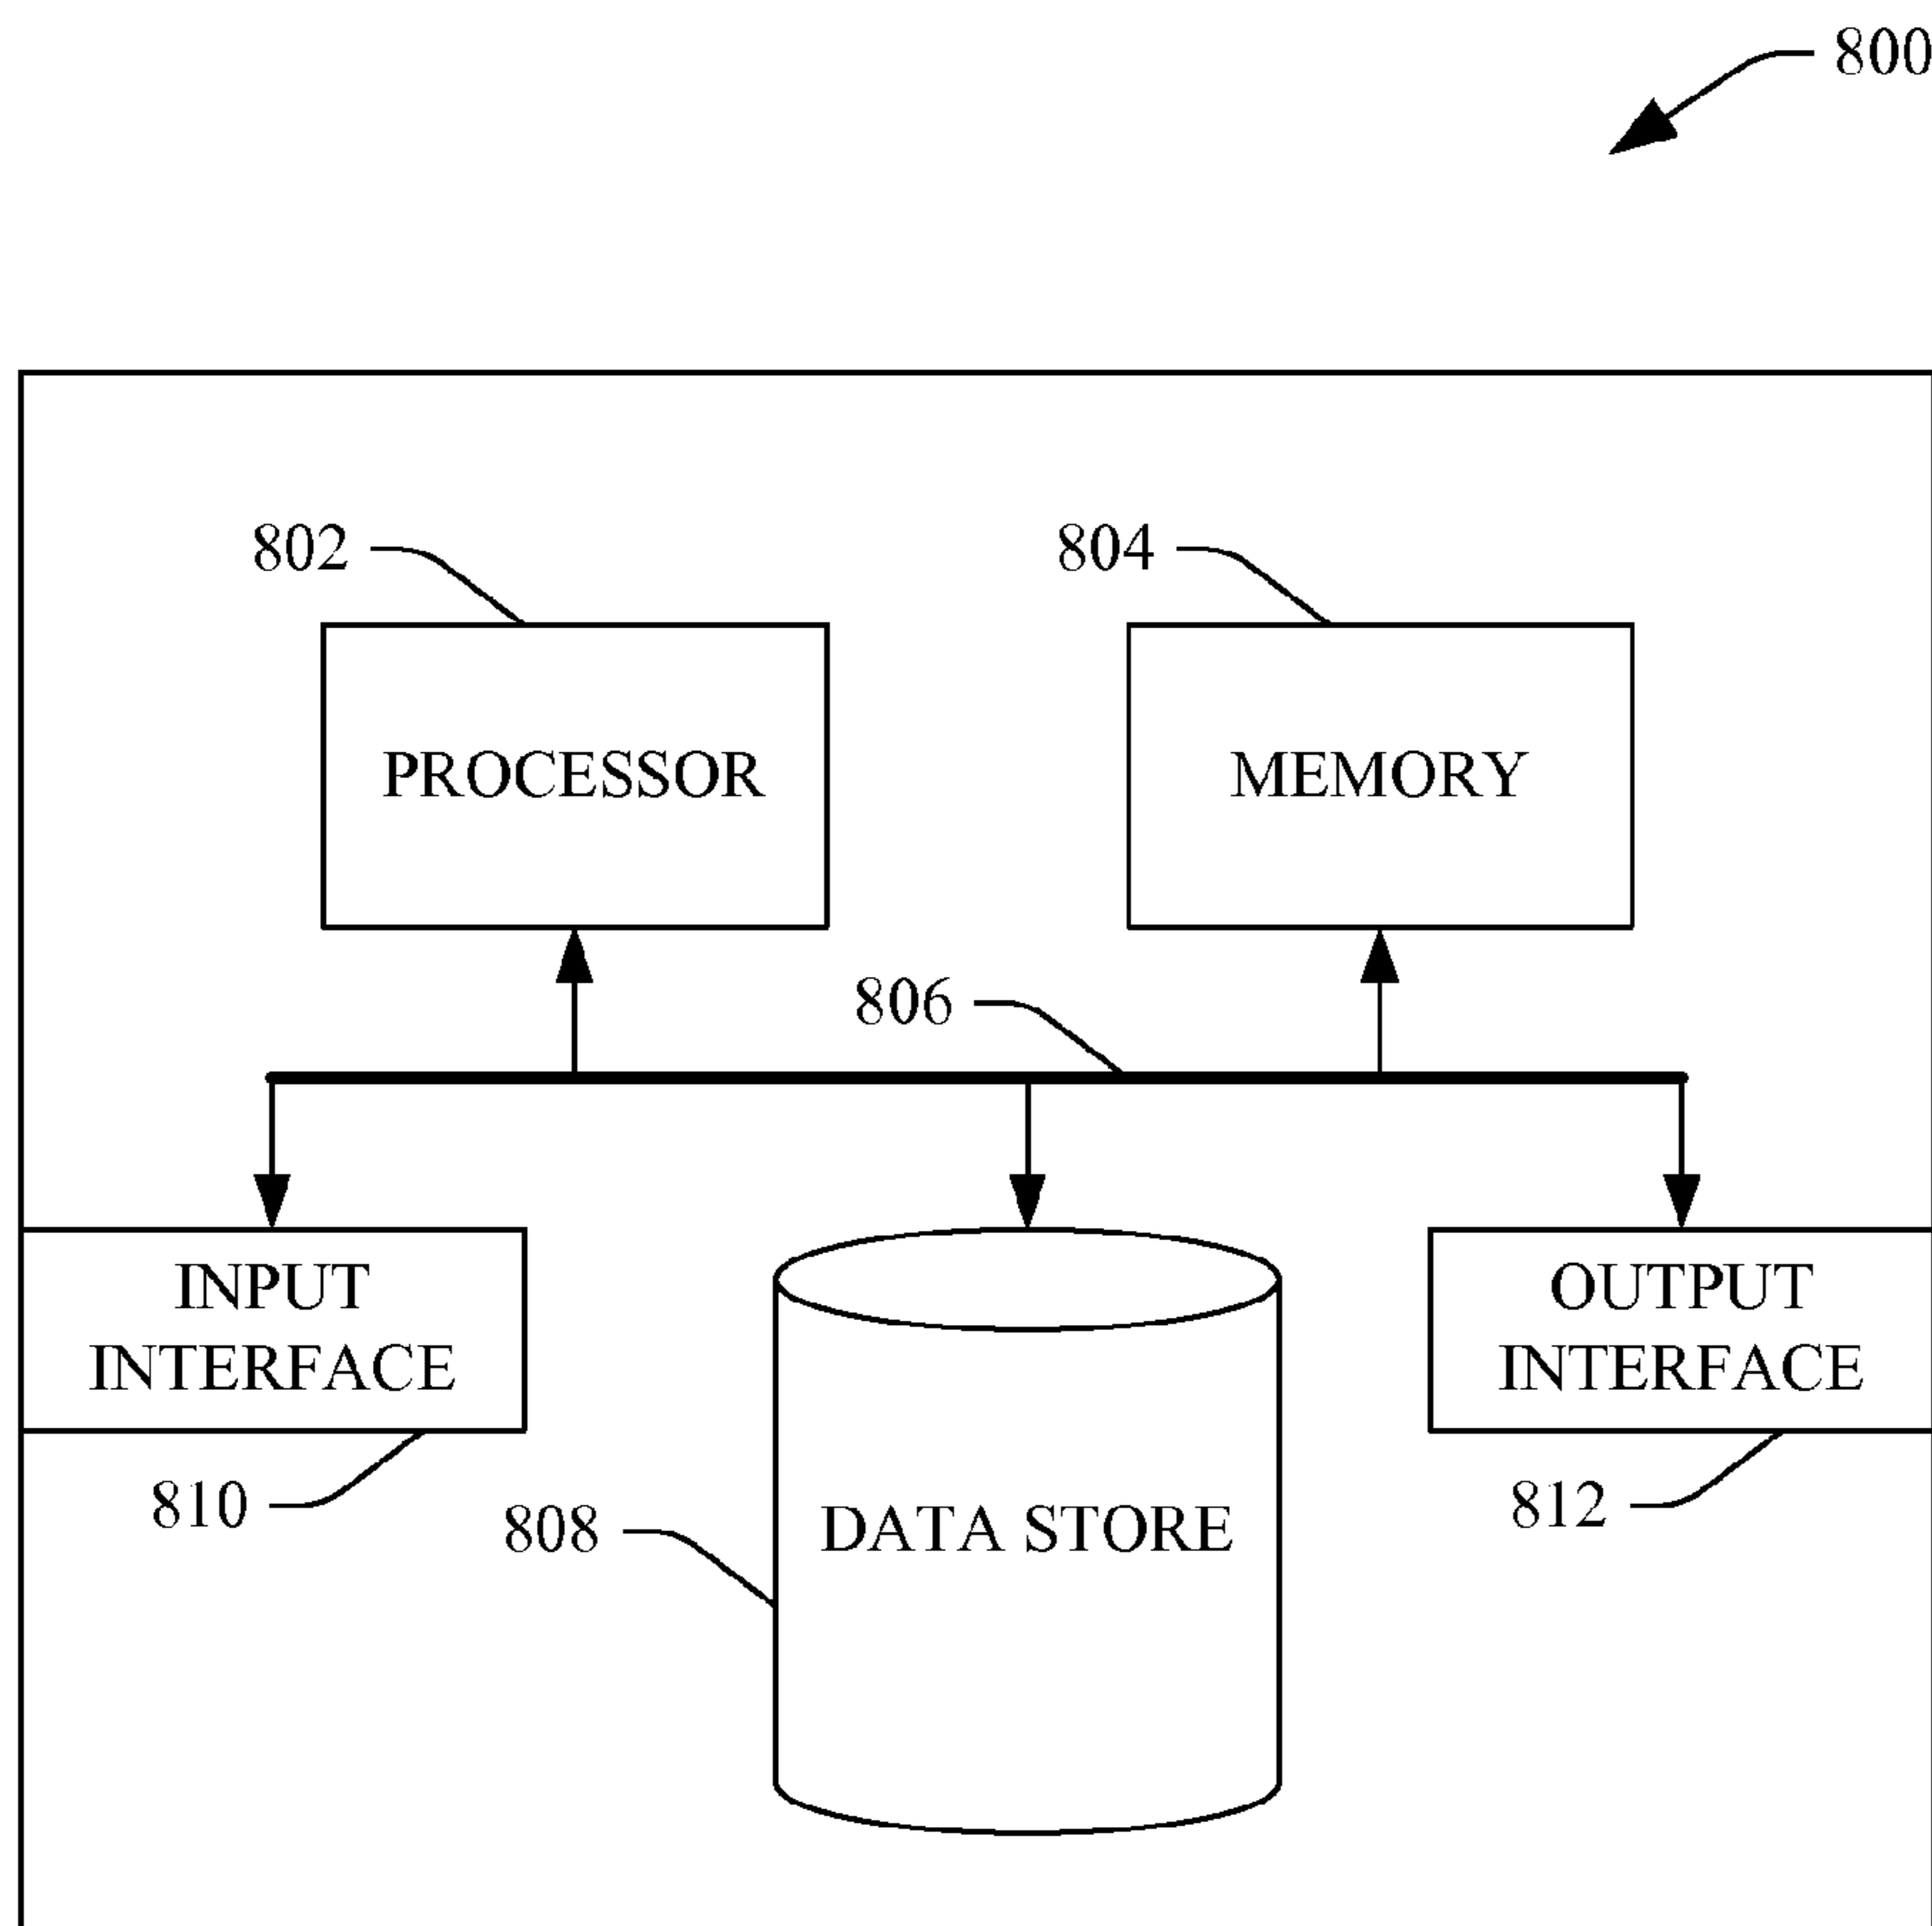 800
802
804
PROCESSOR
MEMORY
806
INPUT
INTERFACE
OUTPUT
INTERFACE
810
808
DATA STORE
812